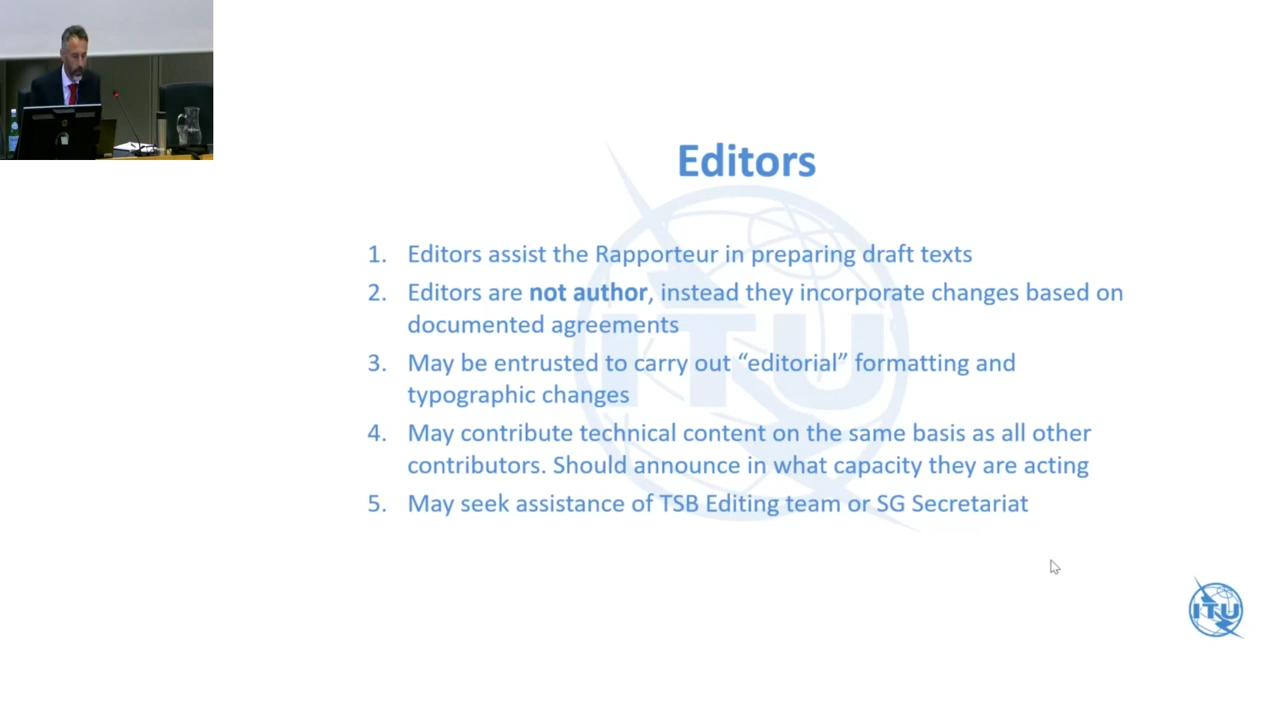 Editors
1. Editors assist the Rapporteur in preparing draft texts
2. Editors are not author, instead they incorporate changes based on
documented agreements
3. May be entrusted to carry out “editorial” formatting and
typographic changes
4. May contribute technical content on the same basis as all other
contributors. Should announce in what capacity they are acting
5. May seek assistance of TSB Editing team or SG Secretariat
ITU
ITU